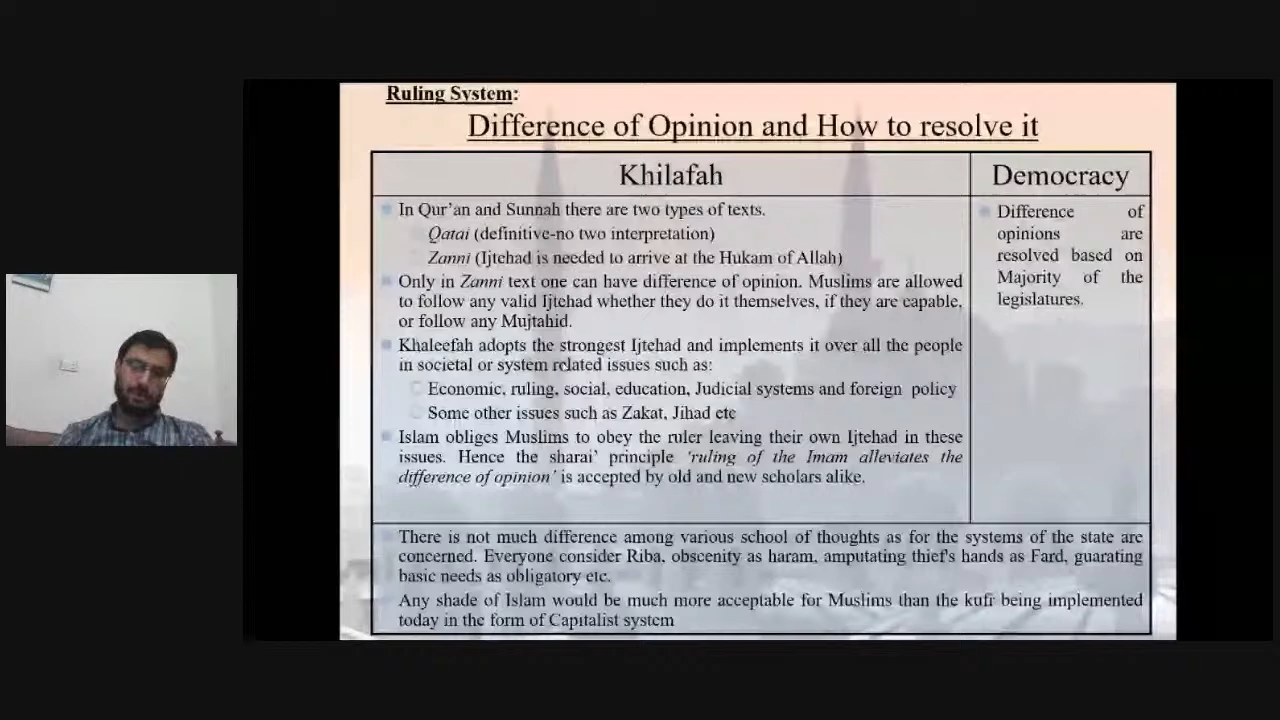 Ruling System:
Difference of Opinion and How to resolve it
Khilafah
In Qur'an and Sunnah there are two types of texts.
Qatai (definitive-no two interpretation)
Zanni (Ijtehad is needed to arrive at the Hukam of Allah)
Only in Zanni text one can have difference of opinion. Muslims are allowed
to follow any valid Ijtehad whether they do it themselves, if they are capable,
or follow any Mujtahid.
Khaleefah adopts the strongest Ijtehad and implements it over all the people
in societal or system related issues such as:
Economic, ruling, social, education, Judicial systems and foreign policy
Some other issues such as Zakat, Jihad etc
Islam obliges Muslims to obey the ruler leaving their own Ijtehad in these
issues. Hence the sharai' principle 'ruling of the Imam alleviates the
difference of opinion' is accepted by old and new scholars alike.
Democracy
Difference of
opinions are
resolved based on
Majority of the
legislatures.
There is not much difference among various school of thoughts as for the systems of the state are
concerned. Everyone consider Riba, obscenity as haram, amputating thief's hands as Fard, guarating
basic needs as obligatory etc.
Any shade of Islam would be much more acceptable for Muslims than the kufr being implemented
today in the form of Capitalist system